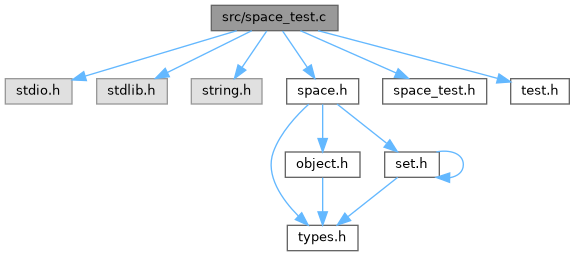 src/space_test.c
stdio.h
stdlib.h
string.h
space.h
space_test.h
test.h
object.h
set.h
types.h